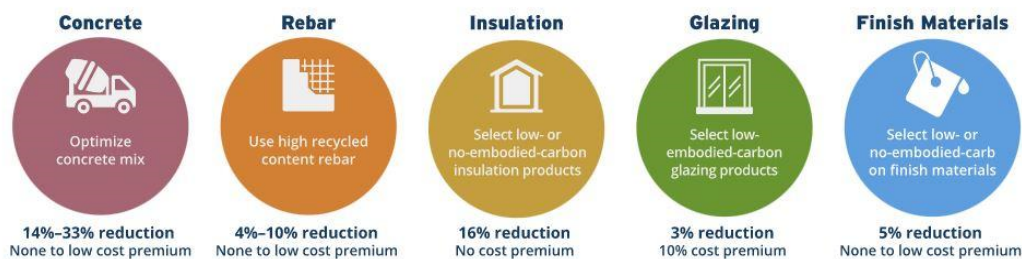 Concrete
Optimize
concrete mix
14%–33% reduction
None to low cost premium
Rebar
Use high recycled
content rebar
4%–10% reduction
None to low cost premium
Insulation
Select low- or
no-embodied-carbon
insulation products
16% reduction
No cost premium
Glazing
Select low-
embodied-carbon
glazing products
3% reduction
10% cost premium
Finish Materials
Select low- or
no-embodied-carb
on finish materials
5% reduction
None to low cost premium